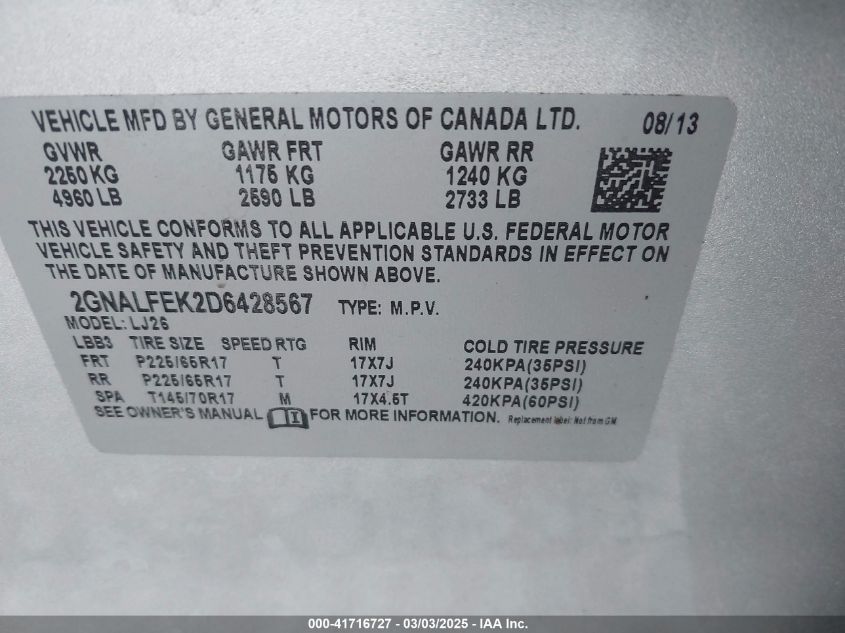 VEHICLE MFD BY GENERAL MOTORS OF CANADA LTD. 08/13
GVWR GAWR FRT GAWR RR
2250 KG 1175 KG 1240 KG
4960 LB 2590 LB 2733 LB
THIS VEHICLE CONFORMS TO ALL APPLICABLE U.S. FEDERAL MOTOR
VEHICLE SAFETY AND THEFT PREVENTION STANDARDS IN EFFECT ON
THE DATE OF MANUFACTURE SHOWN ABOVE.
2GNALFEK2D6428567 TYPE: M.P.V.
MODEL: LJ26
LBB3 TIRE SIZE SPEED RTG RIM COLD TIRE PRESSURE
FRT P225/65R17 T 17X7J 240KPA(35PSI)
RR P225/65R17 T 17X7J 240KPA(35PSI)
SPA T145/70R17 M 17X4.5T 420KPA(60PSI)
SEE OWNER'S MANUAL FOR MORE INFORMATION. Replacement label: Not from GM
000-41716727 - 03/03/2025 - IAA Inc.